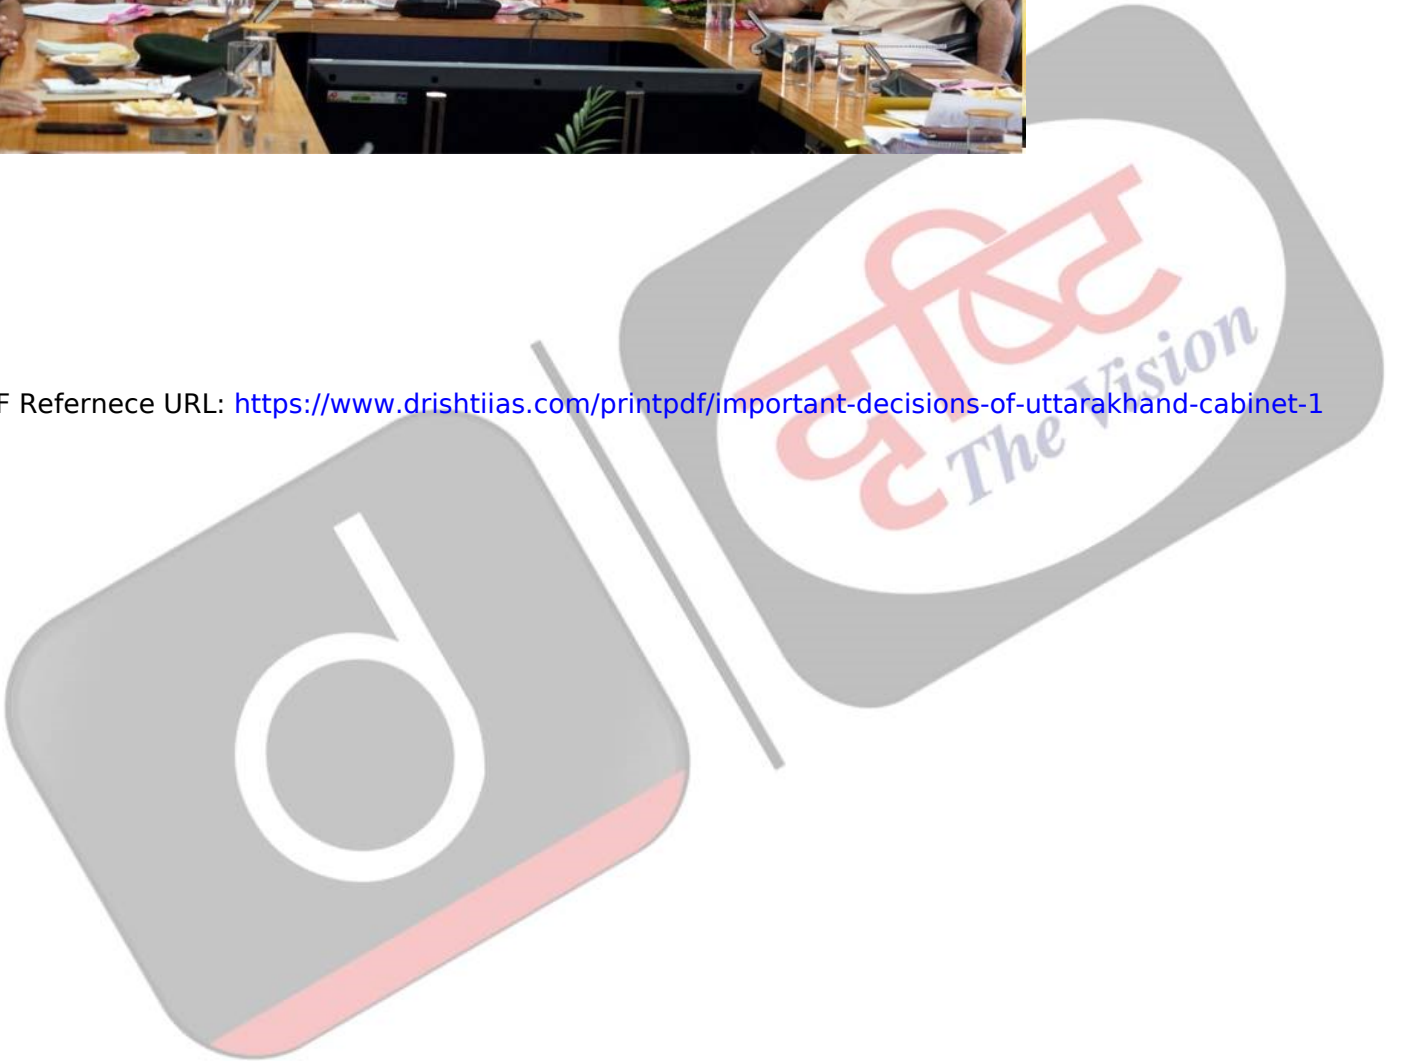 F Refernece URL: https://www.drishtiias.com/printpdf/important-decisions-of-uttarakhand-cabinet-1
दृष्टि
The Vision
d